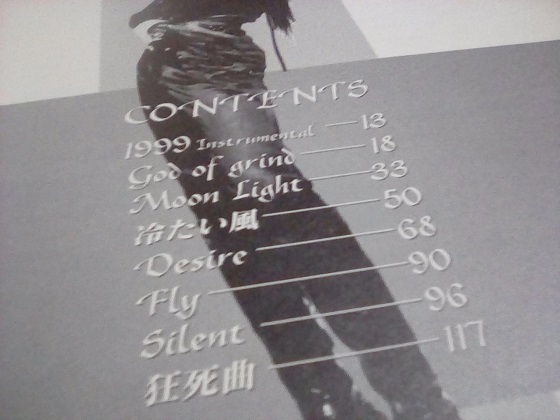 CONTENTS
1999 Instrumental — 13
God of grind — 18
Moon Light — 33
冷たい風 — 50
Desire — 68
Fly — 90
Silent — 96
狂死曲 — 117